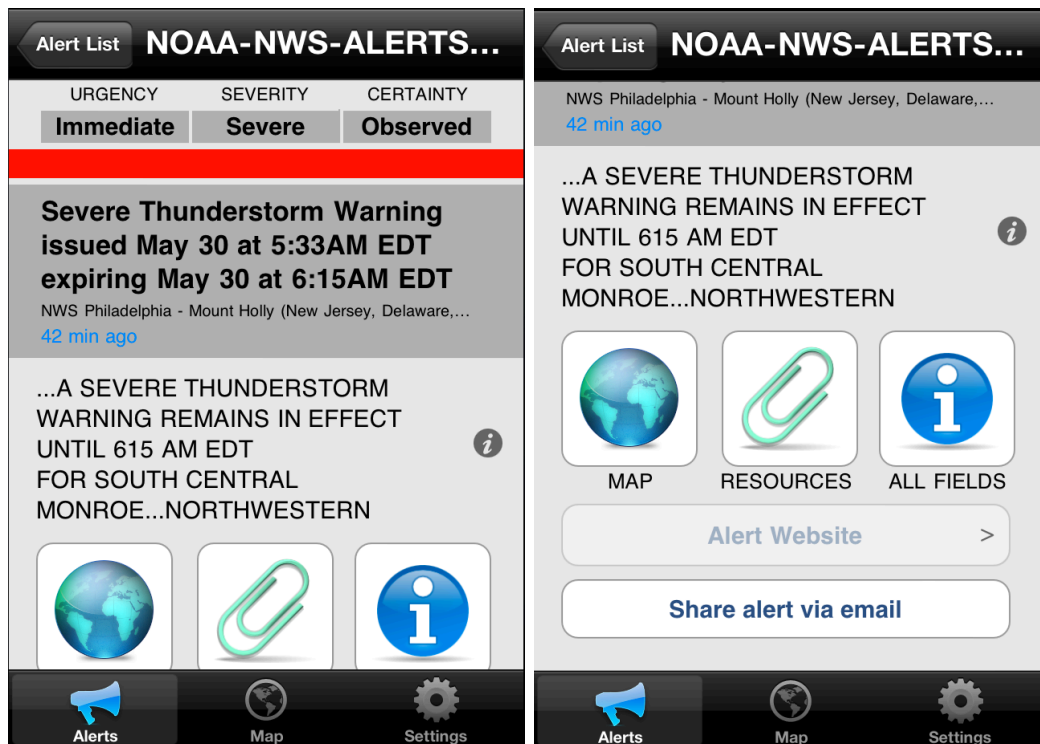 Alert List NOAA-NWS-ALERTS...
URGENCY SEVERITY CERTAINTY
Immediate Severe Observed
Severe Thunderstorm Warning
issued May 30 at 5:33AM EDT
expiring May 30 at 6:15AM EDT
NWS Philadelphia - Mount Holly (New Jersey, Delaware,...
42 min ago
...A SEVERE THUNDERSTORM
WARNING REMAINS IN EFFECT
UNTIL 615 AM EDT
FOR SOUTH CENTRAL
MONROE...NORTHWESTERN
Alerts Map Settings
Alert List NOAA-NWS-ALERTS...
NWS Philadelphia - Mount Holly (New Jersey, Delaware,...
42 min ago
...A SEVERE THUNDERSTORM
WARNING REMAINS IN EFFECT
UNTIL 615 AM EDT
FOR SOUTH CENTRAL
MONROE...NORTHWESTERN
MAP RESOURCES ALL FIELDS
Alert Website >
Share alert via email
Alerts Map Settings